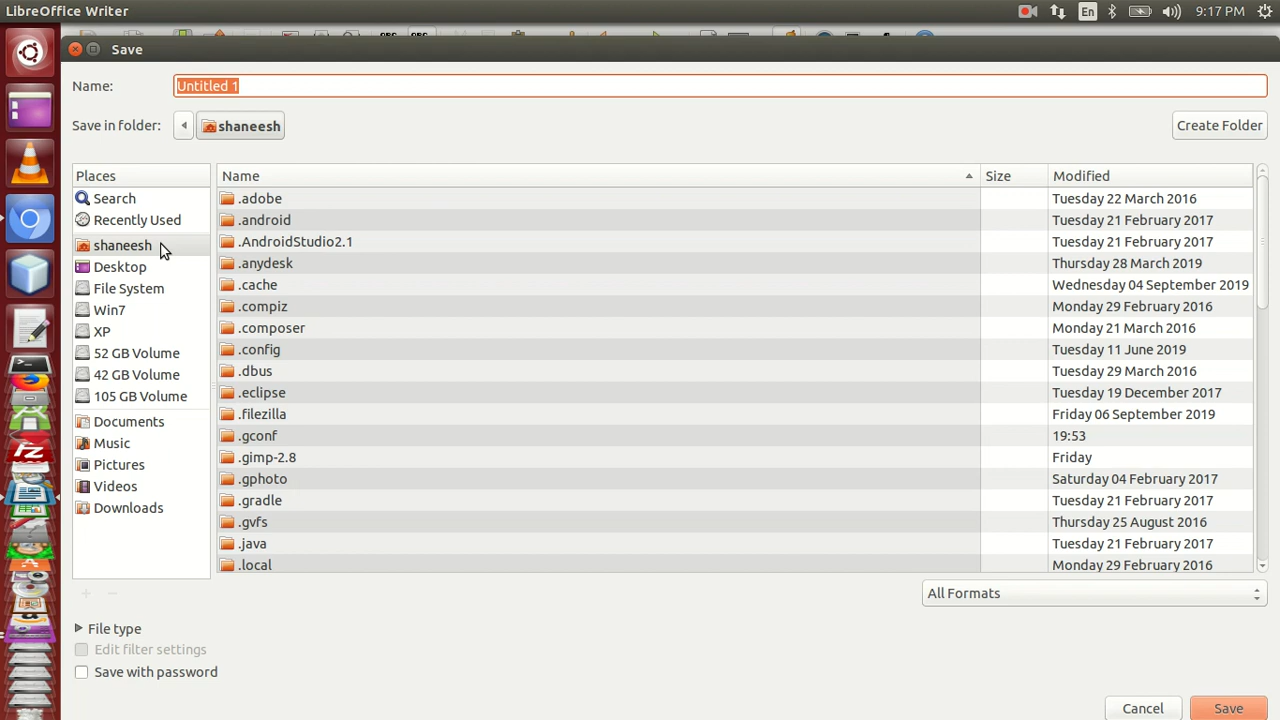 LibreOffice Writer En 9:17 PM
Save
Name: Untitled 1
Save in folder: shaneesh Create Folder
Places Name Size Modified
Search .adobe Tuesday 22 March 2016
Recently Used .android Tuesday 21 February 2017
shaneesh .AndroidStudio2.1 Tuesday 21 February 2017
Desktop .anydesk Thursday 28 March 2019
File System .cache Wednesday 04 September 2019
Win7 .compiz Monday 29 February 2016
XP .composer Monday 21 March 2016
52 GB Volume .config Tuesday 11 June 2019
42 GB Volume .dbus Tuesday 29 March 2016
105 GB Volume .eclipse Tuesday 19 December 2017
Documents .filezilla Friday 06 September 2019
Music .gconf 19:53
Pictures .gimp-2.8 Friday
Videos .gphoto Saturday 04 February 2017
Downloads .gradle Tuesday 21 February 2017
.gvfs Thursday 25 August 2016
.java Tuesday 21 February 2017
.local Monday 29 February 2016
All Formats
File type
Edit filter settings
Save with password
Cancel Save